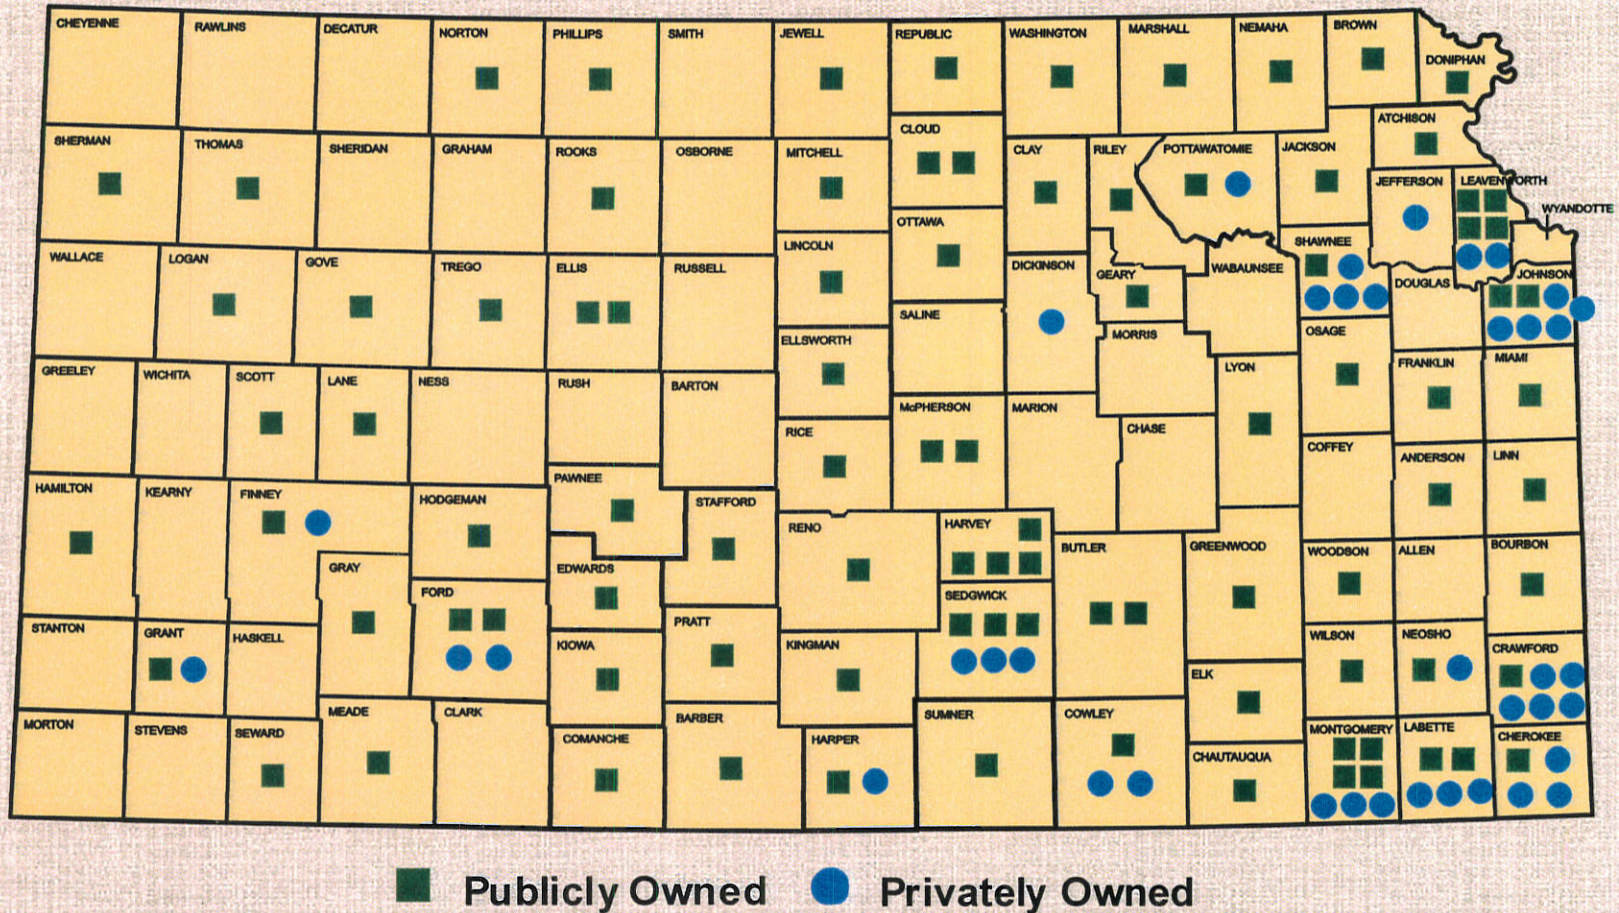 CHEYENNE
RAWLINS
DECATUR
NORTON
PHILLIPS
SMITH
JEWELL
REPUBLIC
WASHINGTON
MARSHALL
NEMAHA
BROWN
DONIPHAN
SHERMAN
THOMAS
SHERIDAN
GRAHAM
ROOKS
OSBORNE
MITCHELL
CLOUD
CLAY
RILEY
POTTAWATOMIE
JACKSON
ATCHISON
JEFFERSON
LEAVENWORTH
WYANDOTTE
WALLACE
LOGAN
GOVE
TREGO
ELLIS
RUSSELL
LINCOLN
OTTAWA
DICKINSON
GEARY
WABAUNSEE
SHAWNEE
DOUGLAS
JOHNSON
ELLSWORTH
SALINE
MORRIS
OSAGE
GREELEY
WICHITA
SCOTT
LANE
NESS
RUSH
BARTON
RICE
McPHERSON
MARION
CHASE
LYON
COFFEY
FRANKLIN
MIAMI
ANDERSON
LINN
HAMILTON
KEARNY
FINNEY
HODGEMAN
PAWNEE
STAFFORD
RENO
HARVEY
BUTLER
GREENWOOD
WOODSON
ALLEN
BOURBON
GRAY
FORD
EDWARDS
SEDGWICK
STANTON
GRANT
HASKELL
KIOWA
PRATT
KINGMAN
ELK
WILSON
NEOSHO
CRAWFORD
MORTON
STEVENS
SEWARD
MEADE
CLARK
COMANCHE
BARBER
HARPER
SUMNER
COWLEY
CHAUTAUQUA
MONTGOMERY
LABETTE
CHEROKEE
Publicly Owned
Privately Owned